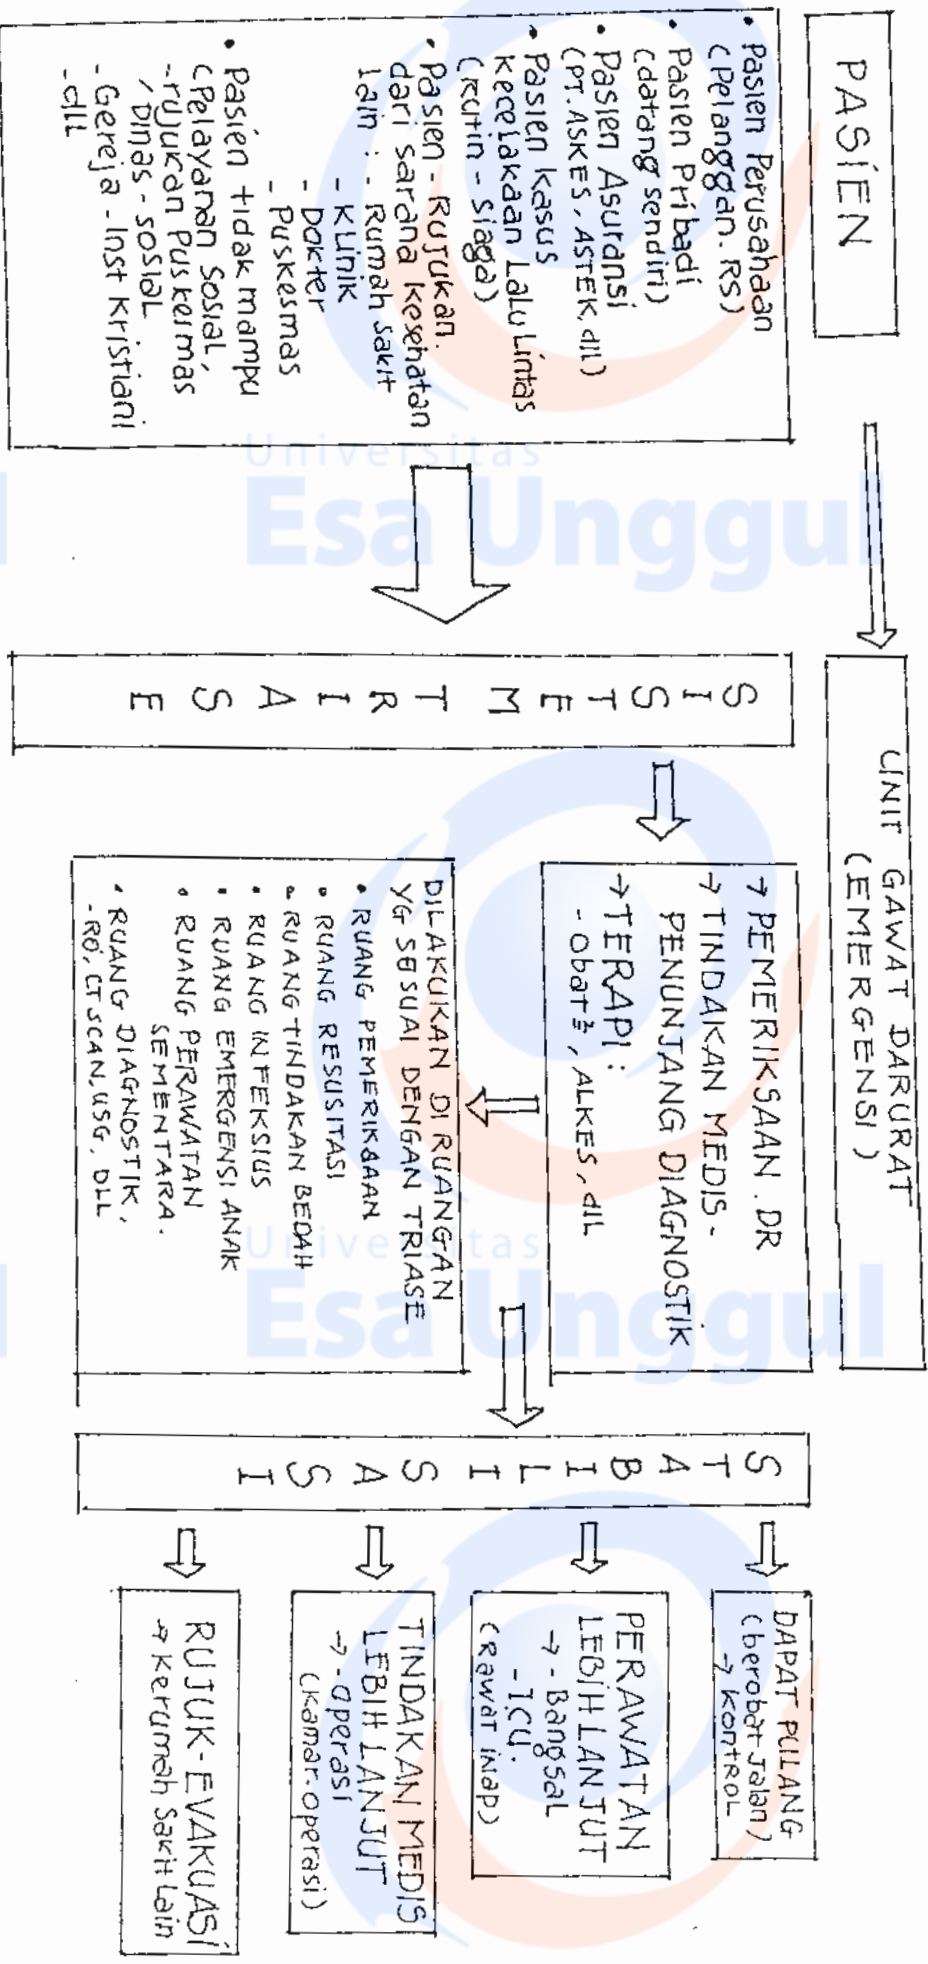 PASIEN
• Pasien Perusahaan
(Pelanggan. RS)
• Pasien Pribadi
(datang sendiri)
• Pasien Asuransi
(PT. ASKES, ASTEK, dll)
• Pasien Kasus
Kecelakaan Lalu Lintas
(Rutin - Siaga)
• Pasien - Rujukan.
dari sarana kesehatan
lain : - Rumah sakit
- Klinik
- Dokter
- Puskesmas
• Pasien tidak mampu
(Pelayanan Sosial,
- rujukan Puskermas
/ Dinas - sosial
- Gereja - Inst Kristiani
- dll
UNIT GAWAT DARURAT
(EMERGENSI)
SISTEM TRIASE
→ PEMERIKSAAN. DR
→ TINDAKAN MEDIS -
PENUNJANG DIAGNOSTIK
→ TERAPI :
- Obat², ALKES, dll
DILAKUKAN DI RUANGAN
YG SESUAI DENGAN TRIASE
• RUANG PEMERIKSAAN
• RUANG RESUSITASI
• RUANG TINDAKAN BEDAH
• RUANG INFEKSIUS
• RUANG EMERGENSI ANAK
• RUANG PERAWATAN
SEMENTARA.
• RUANG DIAGNOSTIK,
- RO, CT SCAN, USG, DLL
STABILISASI
DAPAT PULANG
(berobat Jalan)
→ KONTROL
PERAWATAN
LEBIH LANJUT
→ - Bangsal
- ICU.
(Rawat inap)
TINDAKAN MEDIS
LEBIH LANJUT
→ - Operasi
(Kamar-Operasi)
RUJUK-EVAKUASI
→ Kerumah Sakit Lain
Universitas
Esa Unggul
Universitas
Esa Unggul